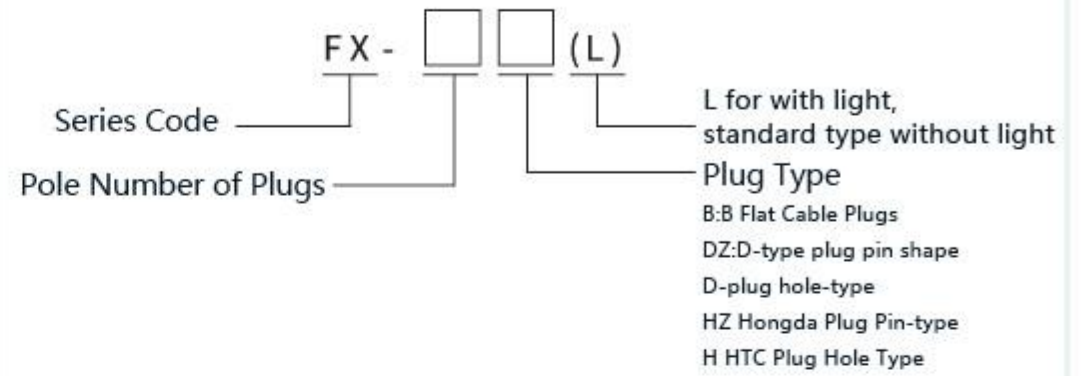 FX- (L)
Series Code
Pole Number of Plugs
L for with light,
standard type without light
Plug Type
B:B Flat Cable Plugs
DZ:D-type plug pin shape
D-plug hole-type
HZ Hongda Plug Pin-type
H HTC Plug Hole Type